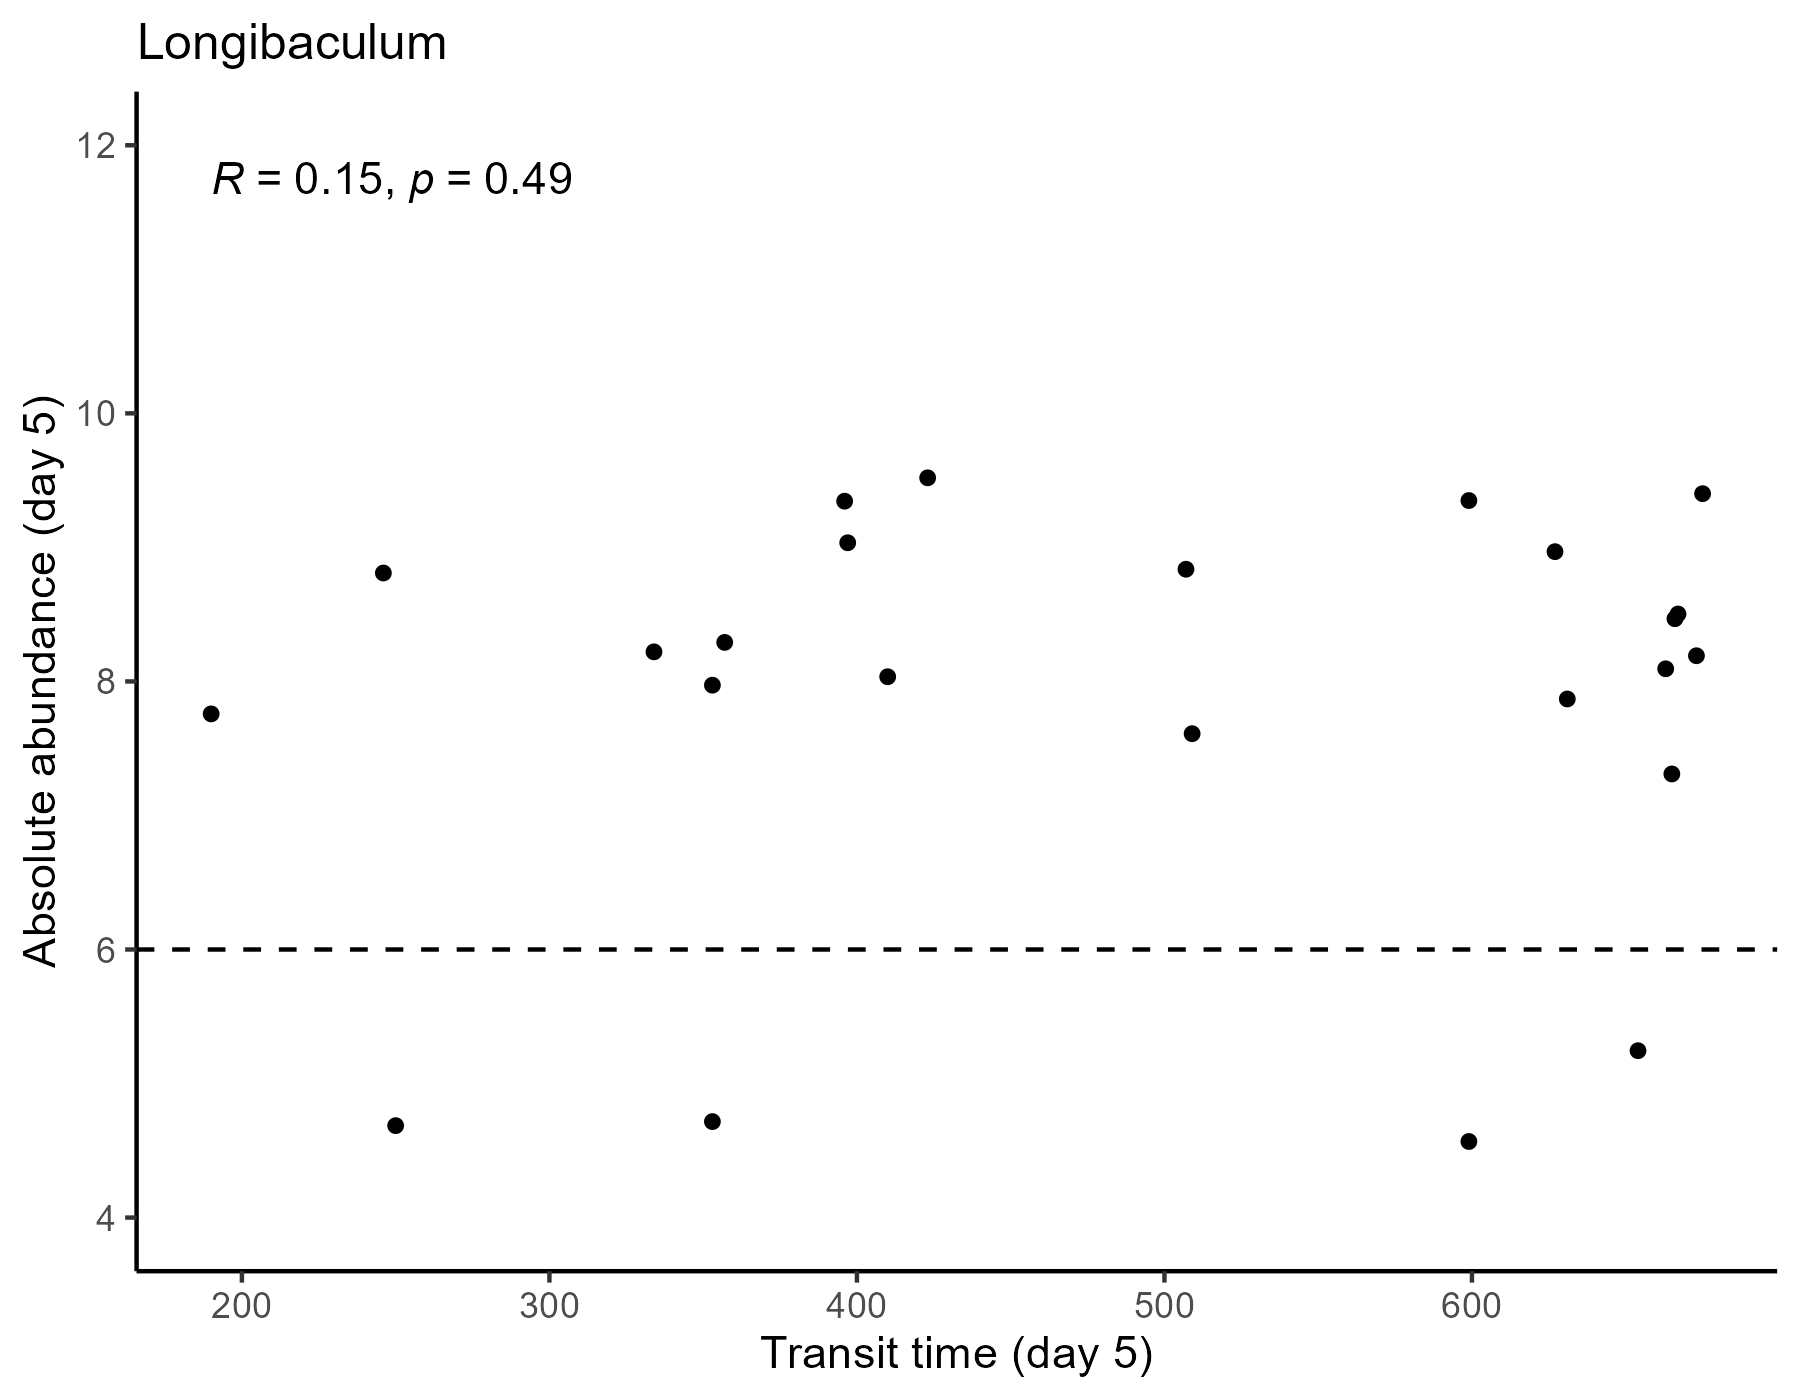 Longibaculum
R = 0.15, p = 0.49
Absolute abundance (day 5)
12
10
8
6
4
200 300 400 500 600
Transit time (day 5)